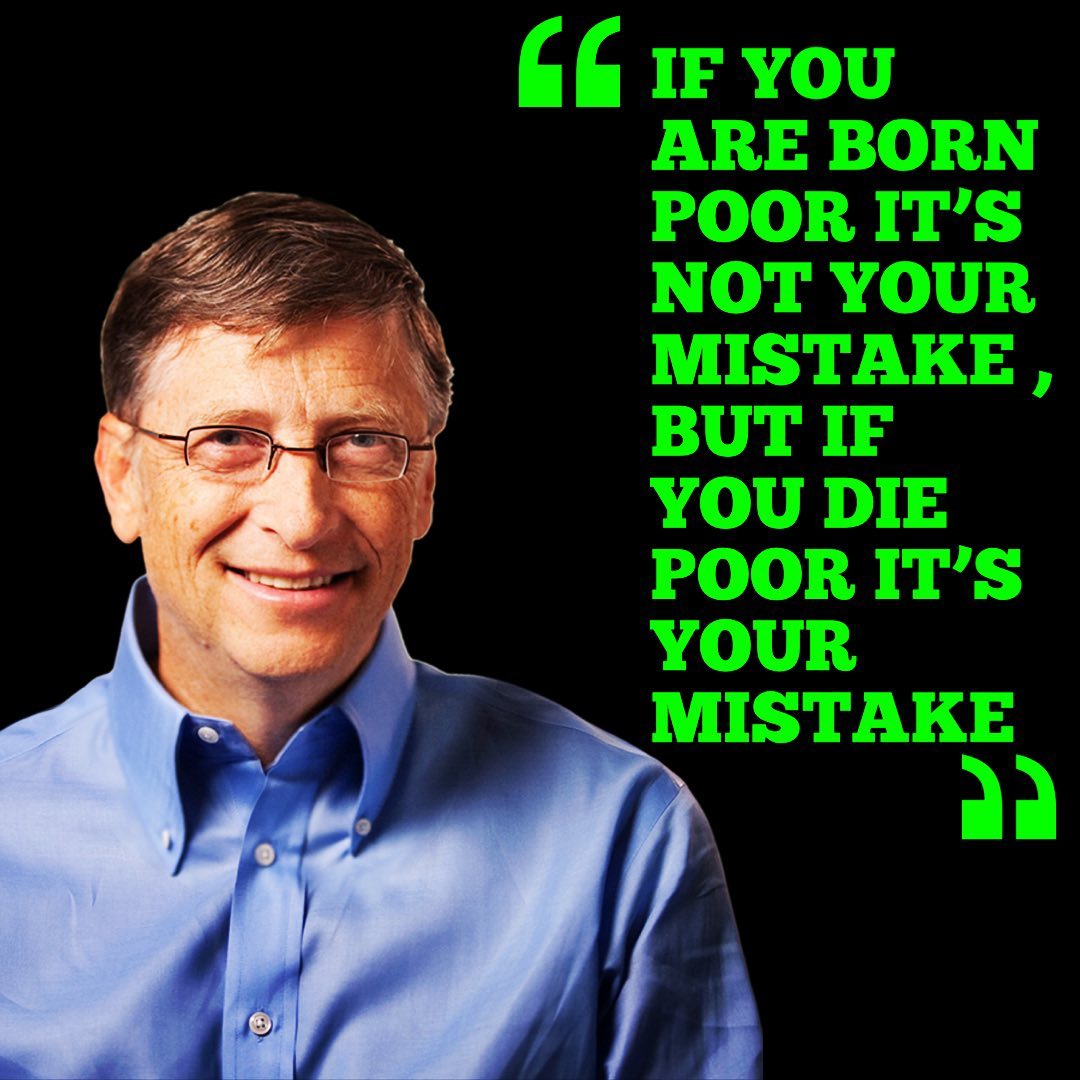 “ IF YOU
ARE BORN
POOR IT’S
NOT YOUR
MISTAKE ,
BUT IF
YOU DIE
POOR IT’S
YOUR
MISTAKE
”